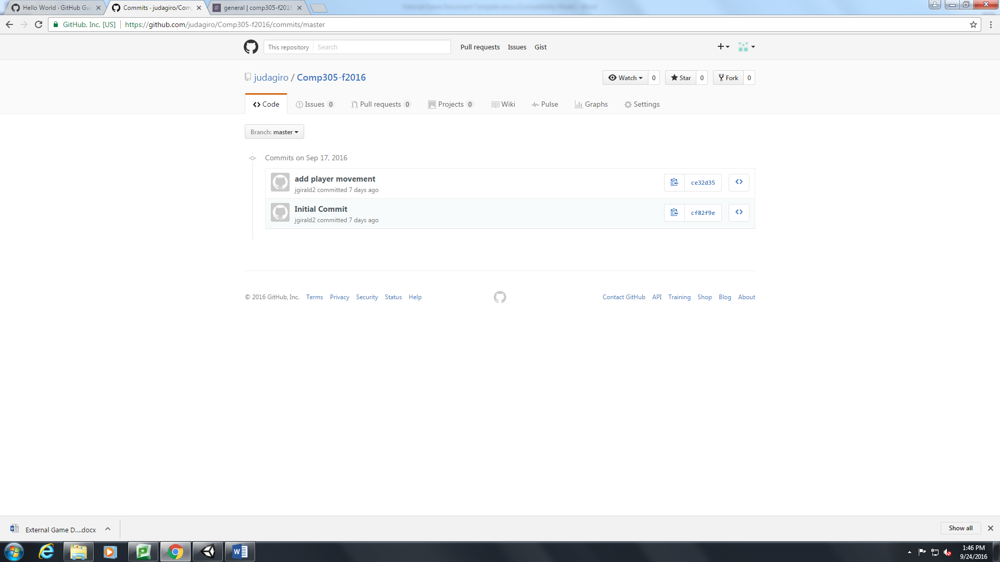 Hello World · GitHub Gui
Commits · judagiro/Comp
general | comp305-f2016
GitHub, Inc. [US]
https://github.com/judagiro/Comp305-f2016/commits/master
This repository
Search
Pull requests
Issues
Gist
judagiro / Comp305-f2016
Watch 0
Star 0
Fork 0
Code
Issues 0
Pull requests 0
Projects 0
Wiki
Pulse
Graphs
Settings
Branch: master
Commits on Sep 17, 2016
add player movement
jgirald2 committed 7 days ago
ce32d35
Initial Commit
jgirald2 committed 7 days ago
cf82f9e
© 2016 GitHub, Inc. Terms Privacy Security Status Help
Contact GitHub API Training Shop Blog About
External Game D....docx
Show all
1:46 PM
9/24/2016